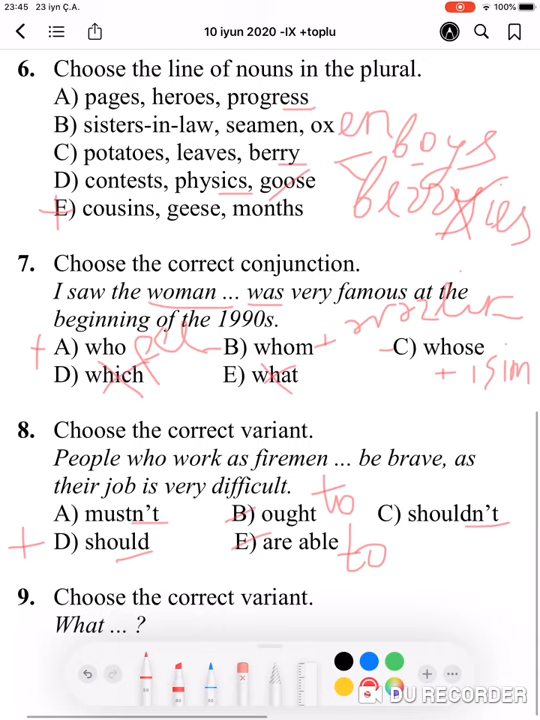 23:45 23 iyn Ç.A. 100%
10 iyun 2020 -IX +toplu
6. Choose the line of nouns in the plural.
A) pages, heroes, progress
B) sisters-in-law, seamen, ox en
C) potatoes, leaves, berry boys
D) contests, physics, goose berryies
E) cousins, geese, months
7. Choose the correct conjunction.
I saw the woman ... was very famous at the
beginning of the 1990s.
A) who B) whom + C) whose
D) which E) what + isim
8. Choose the correct variant.
People who work as firemen ... be brave, as
their job is very difficult.
A) mustn't B) ought to C) shouldn't
D) should E) are able to
9. Choose the correct variant.
What ... ?
DU RECORDER